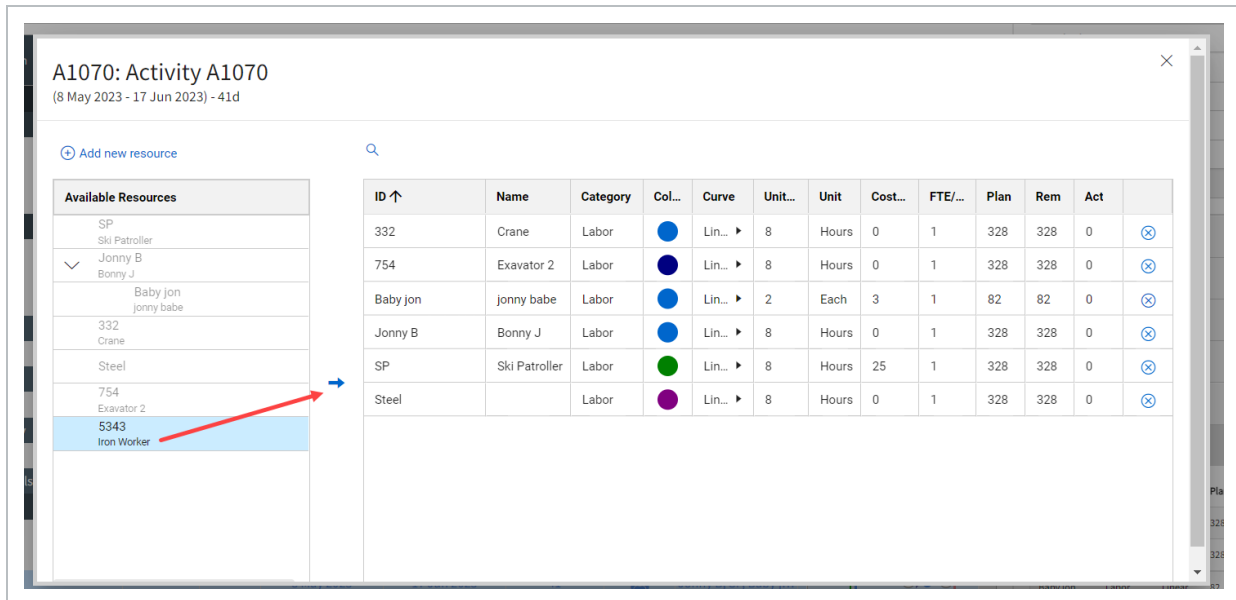 A1070: Activity A1070
(8 May 2023 - 17 Jun 2023) - 41d
Add new resource
Available Resources
SP
Ski Patroller
Jonny B
Bonny J
Baby jon
jonny babe
332
Crane
Steel
754
Exavator 2
5343
Iron Worker
ID Name Category Col... Curve Unit... Unit Cost... FTE/... Plan Rem Act
332 Crane Labor Lin... 8 Hours 0 1 328 328 0
754 Exavator 2 Labor Lin... 8 Hours 0 1 328 328 0
Baby jon jonny babe Labor Lin... 2 Each 3 1 82 82 0
Jonny B Bonny J Labor Lin... 8 Hours 0 1 328 328 0
SP Ski Patroller Labor Lin... 8 Hours 25 1 328 328 0
Steel Labor Lin... 8 Hours 0 1 328 328 0
Pla
328
328
82